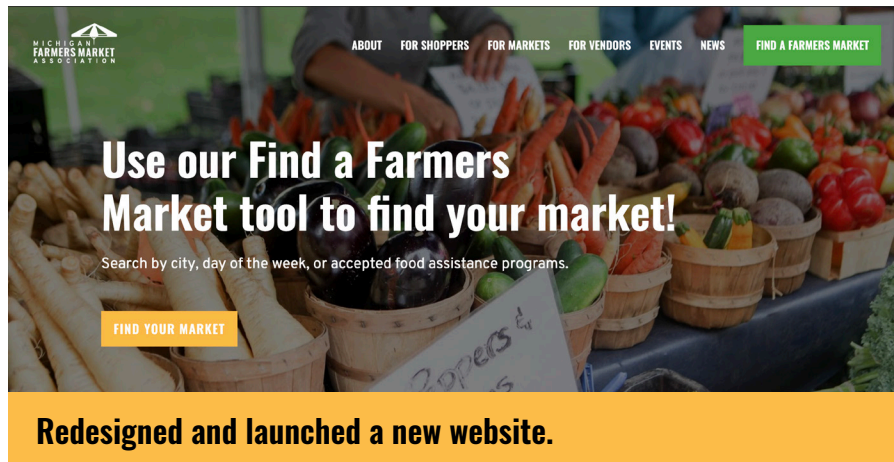 MICHIGAN
FARMERS MARKET
ASSOCIATION
ABOUT FOR SHOPPERS FOR MARKETS FOR VENDORS EVENTS NEWS FIND A FARMERS MARKET
Use our Find a Farmers
Market tool to find your market!
Search by city, day of the week, or accepted food assistance programs.
FIND YOUR MARKET
Peppers &
Redesigned and launched a new website.